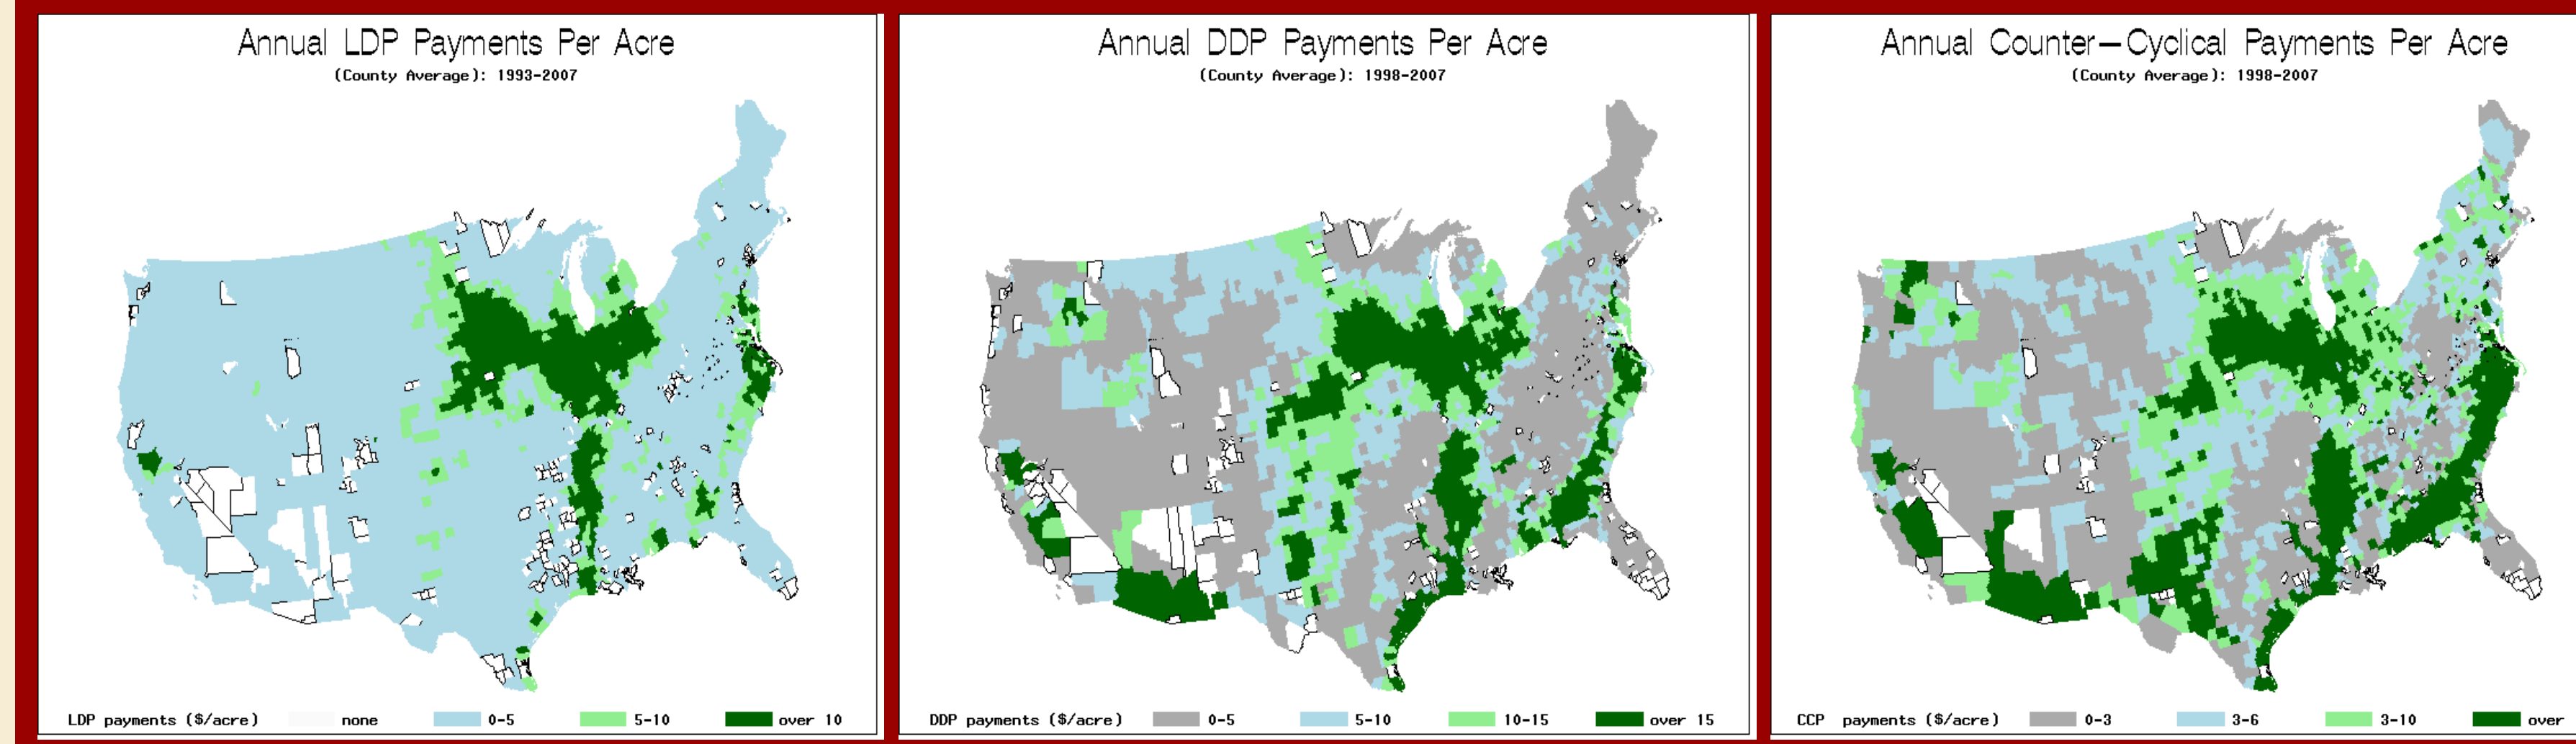 Annual LDP Payments Per Acre
(County Average): 1993-2007
LDP payments ($/acre) none 0-5 5-10 over 10
Annual DDP Payments Per Acre
(County Average): 1998-2007
DDP payments ($/acre) 0-5 5-10 10-15 over 15
Annual Counter-Cyclical Payments Per Acre
(County Average): 1998-2007
CCP payments ($/acre) 0-3 3-6 3-10 over